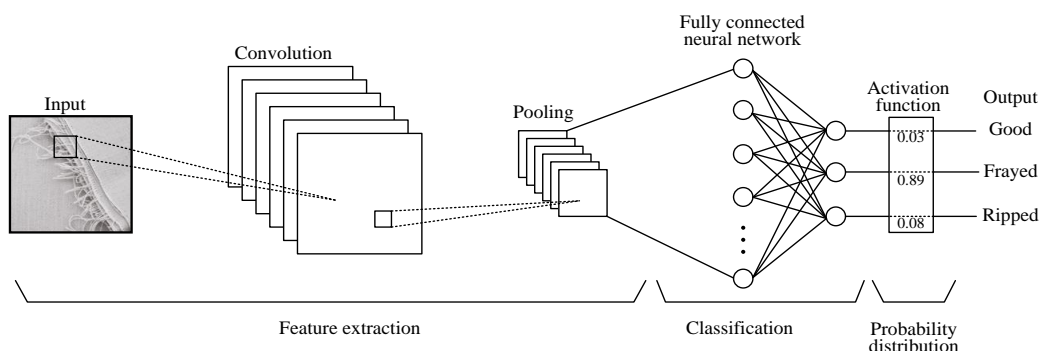 Fully connected
neural network
Convolution
Input
Pooling
Activation
function
Output
0.03
Good
0.89
Frayed
0.08
Ripped
Feature extraction
Classification
Probability
distribution